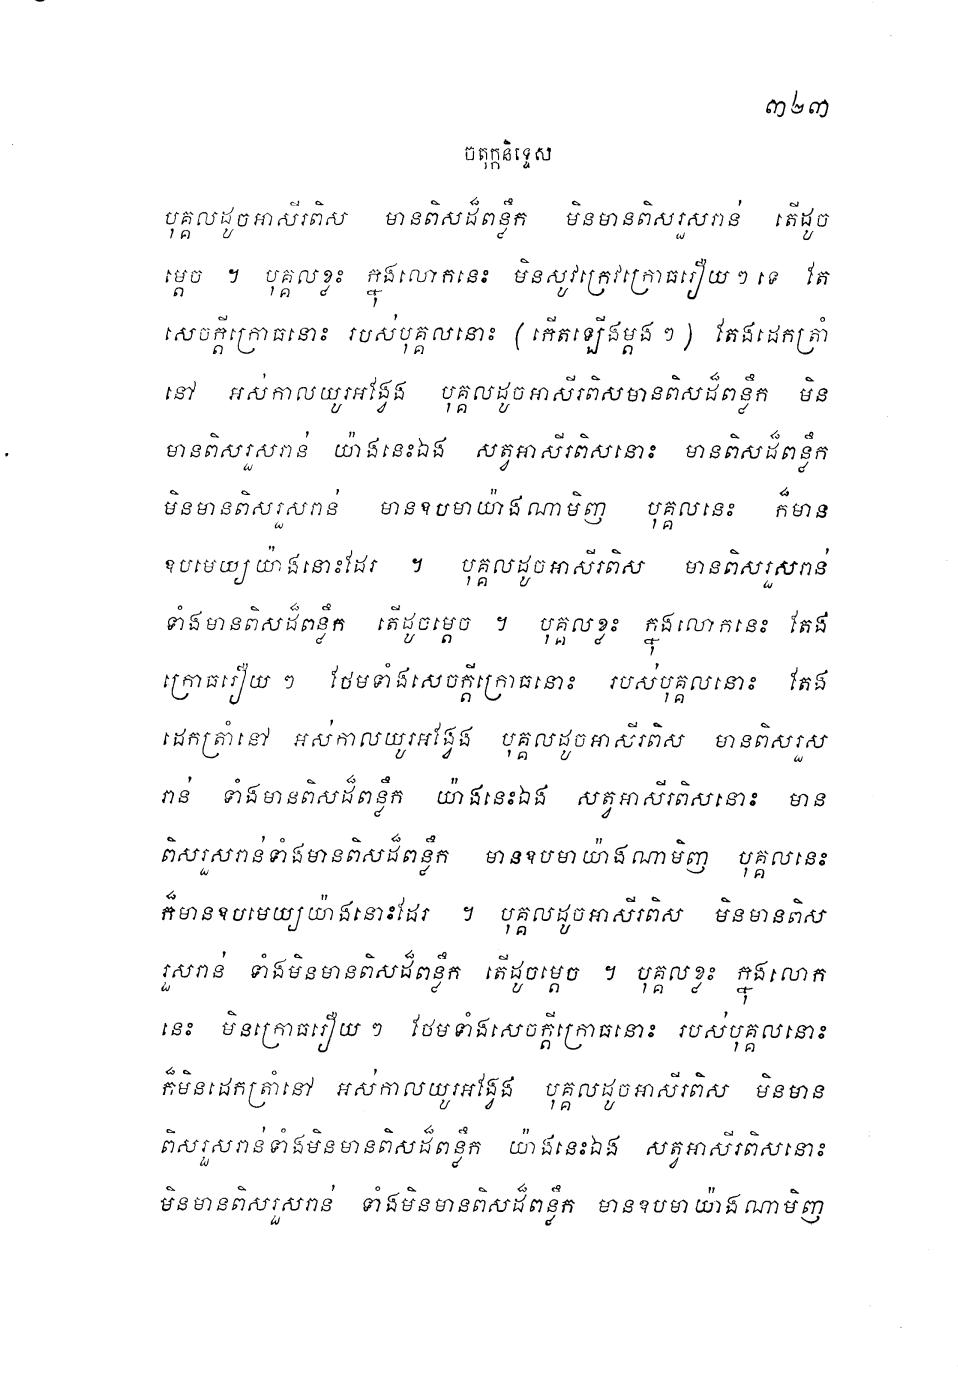 ៣២៣
ចតុក្កនិទ្ទេស
បុគ្គលដូចអាសីរពិស មានពិសដ៏ពន្លឹក មិនមានពិសរួសរាន់ តើដូច
ម្តេច ។ បុគ្គលខ្លះ ក្នុងលោកនេះ មិនសូវក្រេវក្រោធរឿយៗទេ តែ
សេចក្តីក្រោធនោះ របស់បុគ្គលនោះ (កើតឡើងម្តងៗ) តែងដេកត្រាំ
នៅ អស់កាលយូរអង្វែង បុគ្គលដូចអាសីរពិសមានពិសដ៏ពន្លឹក មិន
មានពិសរួសរាន់ យ៉ាងនេះឯង សត្វអាសីរពិសនោះ មានពិសដ៏ពន្លឹក
មិនមានពិសរួសរាន់ មានឧបមាយ៉ាងណាមិញ បុគ្គលនេះ ក៏មាន
ឧបមេយ្យយ៉ាងនោះដែរ ។ បុគ្គលដូចអាសីរពិស មានពិសរួសរាន់
ទាំងមានពិសដ៏ពន្លឹក តើដូចម្តេច ។ បុគ្គលខ្លះ ក្នុងលោកនេះ តែង
ក្រោធរឿយៗ ថែមទាំងសេចក្តីក្រោធនោះ របស់បុគ្គលនោះ តែង
ដេកត្រាំនៅ អស់កាលយូរអង្វែង បុគ្គលដូចអាសីរពិស មានពិសរួស
រាន់ ទាំងមានពិសដ៏ពន្លឹក យ៉ាងនេះឯង សត្វអាសីរពិសនោះ មាន
ពិសរួសរាន់ទាំងមានពិសដ៏ពន្លឹក មានឧបមាយ៉ាងណាមិញ បុគ្គលនេះ
ក៏មានឧបមេយ្យយ៉ាងនោះដែរ ។ បុគ្គលដូចអាសីរពិស មិនមានពិស
រួសរាន់ ទាំងមិនមានពិសដ៏ពន្លឹក តើដូចម្តេច ។ បុគ្គលខ្លះ ក្នុងលោក
នេះ មិនក្រោធរឿយៗ ថែមទាំងសេចក្តីក្រោធនោះ របស់បុគ្គលនោះ
ក៏មិនដេកត្រាំនៅ អស់កាលយូរអង្វែង បុគ្គលដូចអាសីរពិស មិនមាន
ពិសរួសរាន់ទាំងមិនមានពិសដ៏ពន្លឹក យ៉ាងនេះឯង សត្វអាសីរពិសនោះ
មិនមានពិសរួសរាន់ ទាំងមិនមានពិសដ៏ពន្លឹក មានឧបមាយ៉ាងណាមិញ